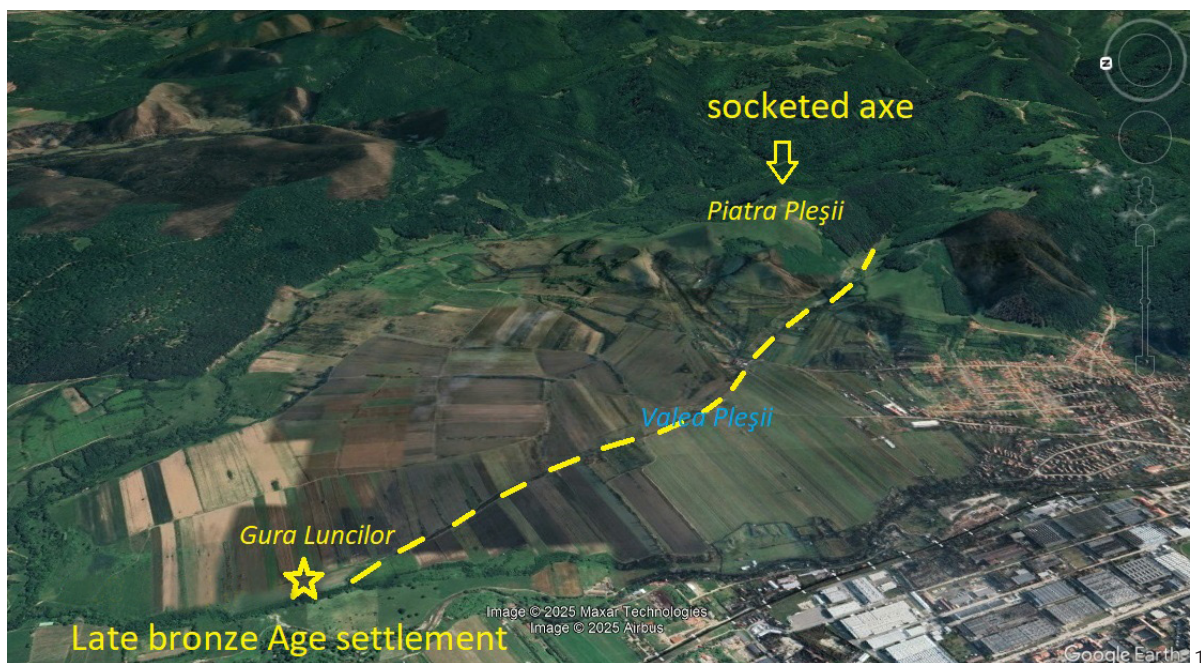 N
socketed axe
Piatra Pleşii
Valea Pleşii
Gura Luncilor
Image © 2025 Maxar Technologies
Image © 2025 Airbus
Late bronze Age settlement
Google Earth
1